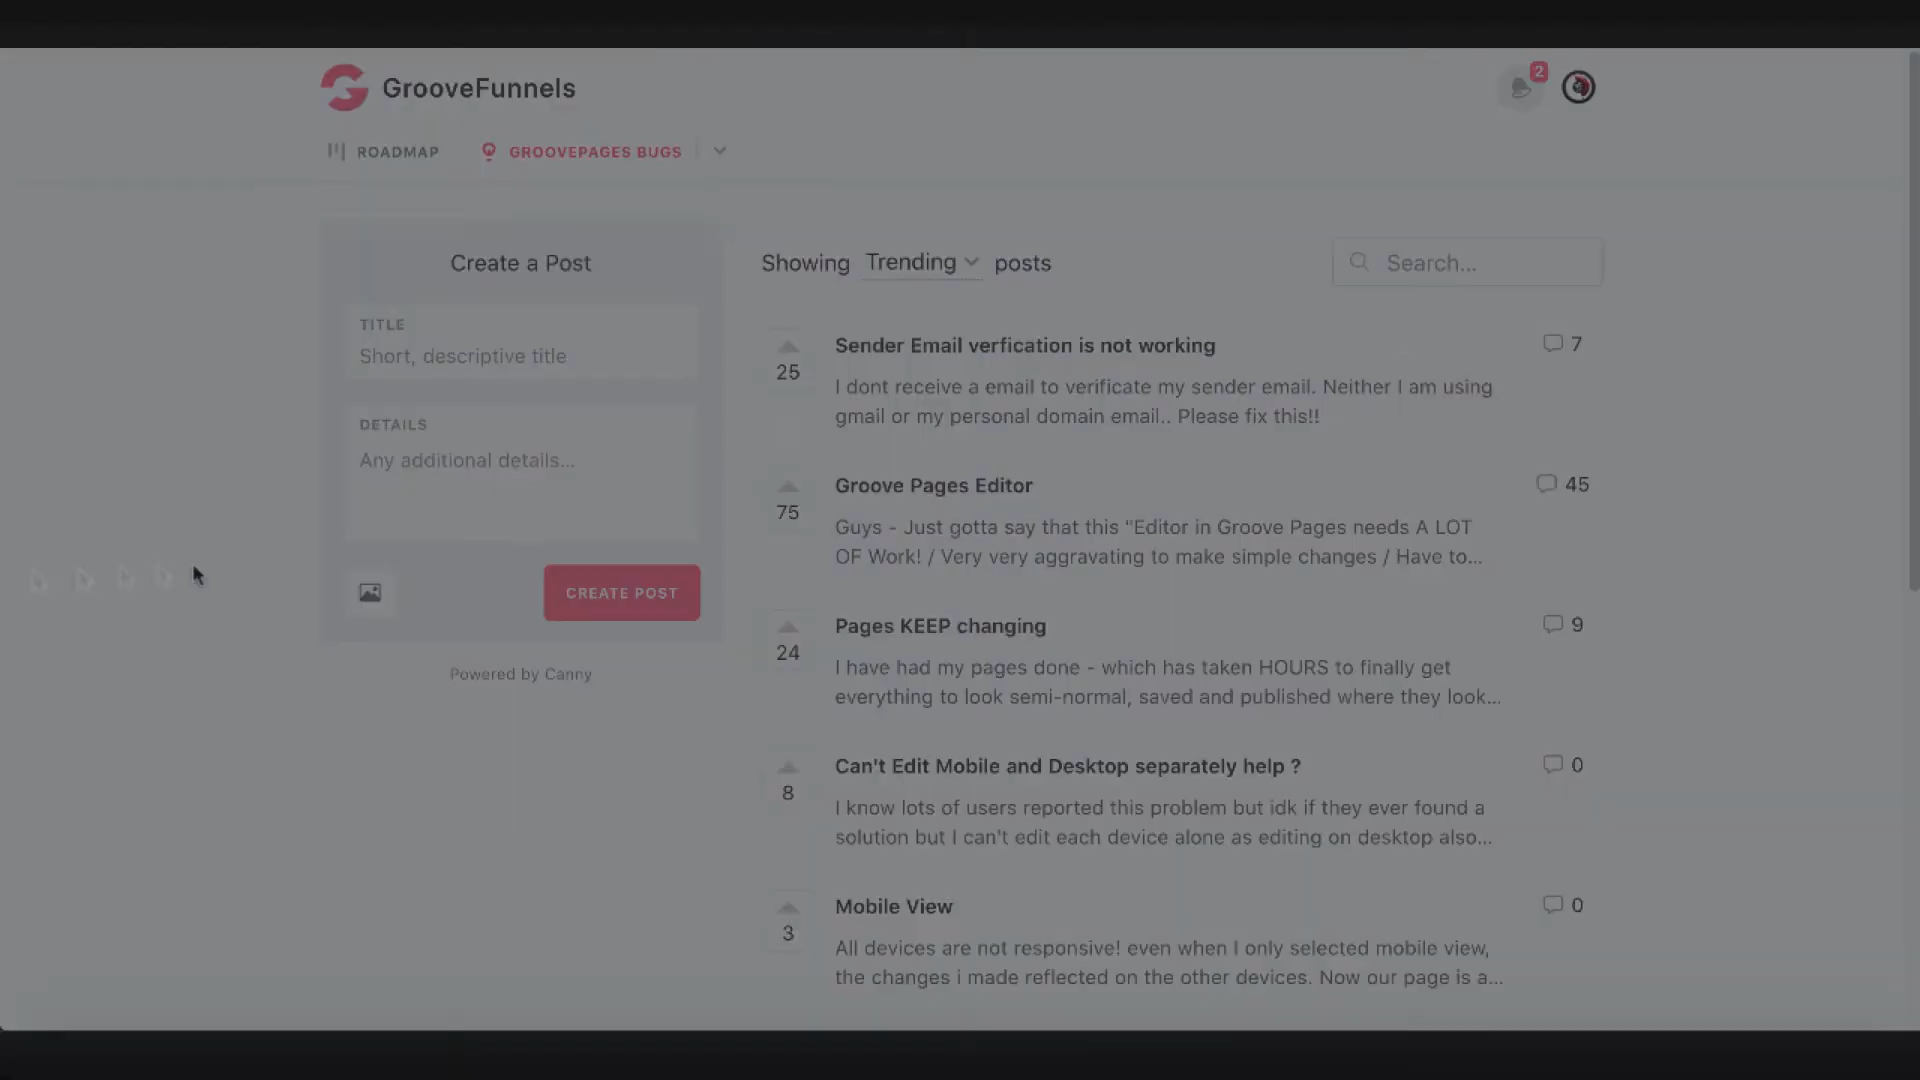 GrooveFunnels
2
ROADMAP
GROOVEPAGES BUGS
Create a Post
TITLE
Short, descriptive title
DETAILS
Any additional details...
CREATE POST
Powered by Canny
Showing Trending posts
Search...
25
Sender Email verfication is not working
7
I dont receive a email to verificate my sender email. Neither I am using
gmail or my personal domain email.. Please fix this!!
75
Groove Pages Editor
45
Guys - Just gotta say that this "Editor in Groove Pages needs A LOT
OF Work! / Very very aggravating to make simple changes / Have to...
24
Pages KEEP changing
9
I have had my pages done - which has taken HOURS to finally get
everything to look semi-normal, saved and published where they look...
8
Can't Edit Mobile and Desktop separately help ?
0
I know lots of users reported this problem but idk if they ever found a
solution but I can't edit each device alone as editing on desktop also...
3
Mobile View
0
All devices are not responsive! even when I only selected mobile view,
the changes i made reflected on the other devices. Now our page is a...